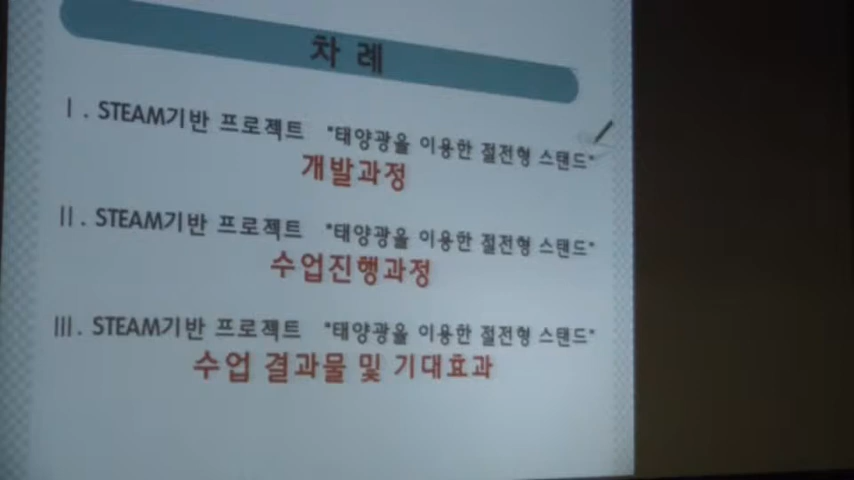 차 례
Ⅰ. STEAM기반 프로젝트 "태양광을 이용한 절전형 스탠드"
개발과정
Ⅱ. STEAM기반 프로젝트 "태양광을 이용한 절전형 스탠드"
수업진행과정
Ⅲ. STEAM기반 프로젝트 "태양광을 이용한 절전형 스탠드"
수업 결과물 및 기대효과